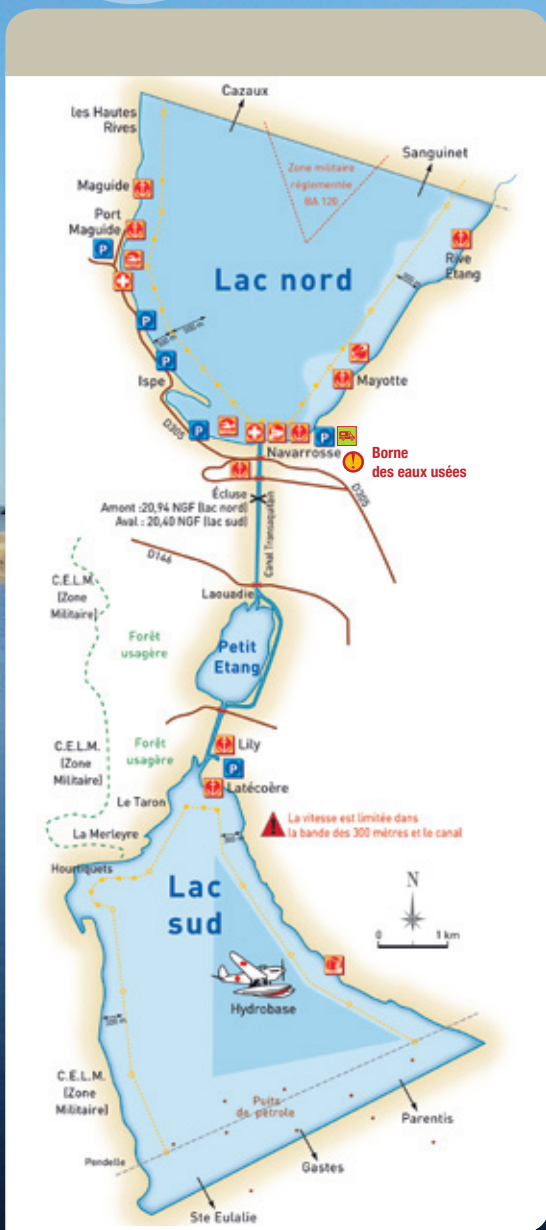 Cazaux
les Hautes
Rives
Sanguinet
Zone militaire
réglementée
BA 120
Maguide
Port
Maguide
P
Rive
Etang
Lac nord
300 m
P
P
Ispe
Mayotte
D305
P
Navarrosse
P
Borne
des eaux usées
Écluse
Amont :20,94 NGF (lac nord)
Aval : 20,40 NGF (lac sud)
Canal Transaquitain
D305
D146
C.E.L.M.
(Zone
Militaire)
Laouadie
Forêt
usagère
Petit
Etang
C.E.L.M.
(Zone
Militaire)
Forêt
usagère
Lily
P
Latécoère
Le Taron
La vitesse est limitée dans
la bande des 300 mètres et le canal
La Merleyre
Hourtiquets
Lac
sud
N
0 1 km
Hydrobase
300 m
C.E.L.M.
(Zone
Militaire)
Puits
de pétrole
Parentis
Pendelle
Gastes
Ste Eulalie